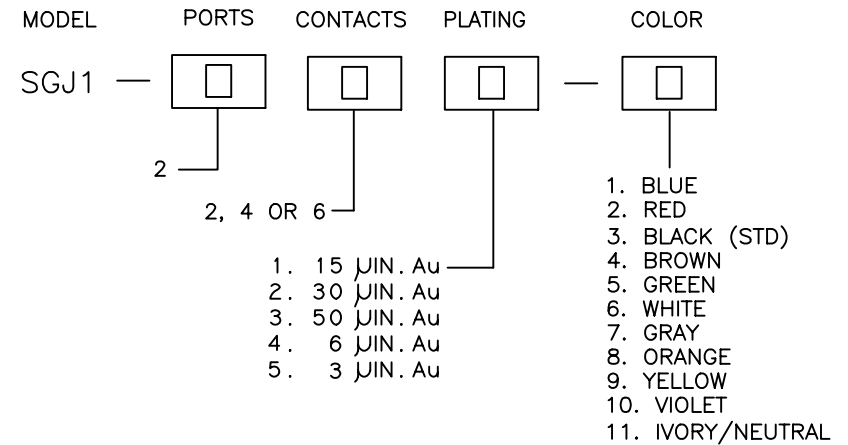 MODEL PORTS CONTACTS PLATING COLOR
SGJ1 — —
2
2, 4 OR 6
1. 15 µIN. Au
2. 30 µIN. Au
3. 50 µIN. Au
4. 6 µIN. Au
5. 3 µIN. Au
1. BLUE
2. RED
3. BLACK (STD)
4. BROWN
5. GREEN
6. WHITE
7. GRAY
8. ORANGE
9. YELLOW
10. VIOLET
11. IVORY/NEUTRAL